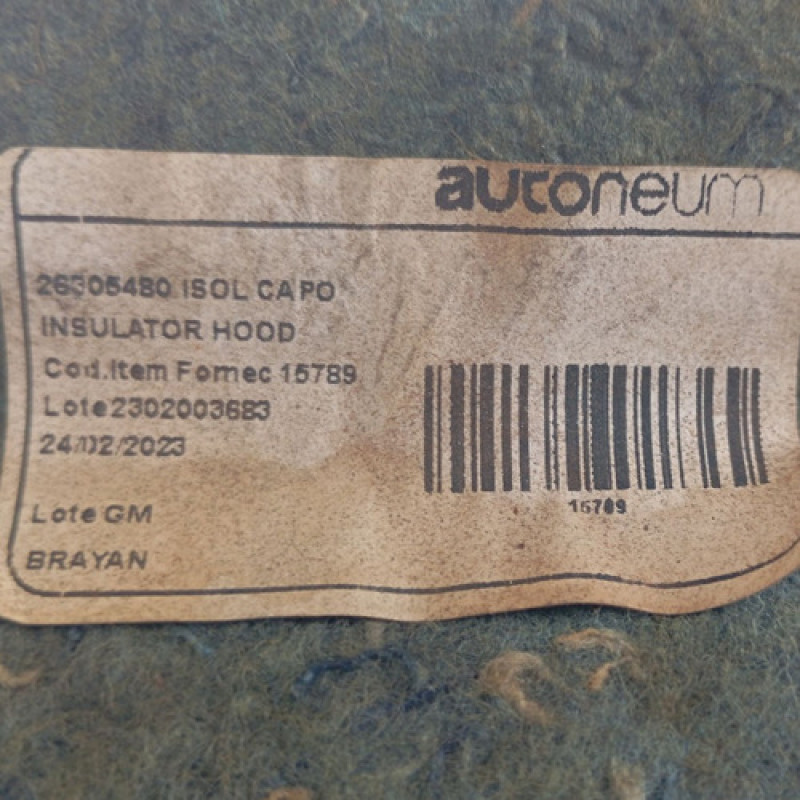 autoneum
26305480 ISOL CAPO
INSULATOR HOOD
Cod.Item Fornec 15789
Lote2302003683
24/02/2023
15789
Lote GM
BRAYAN